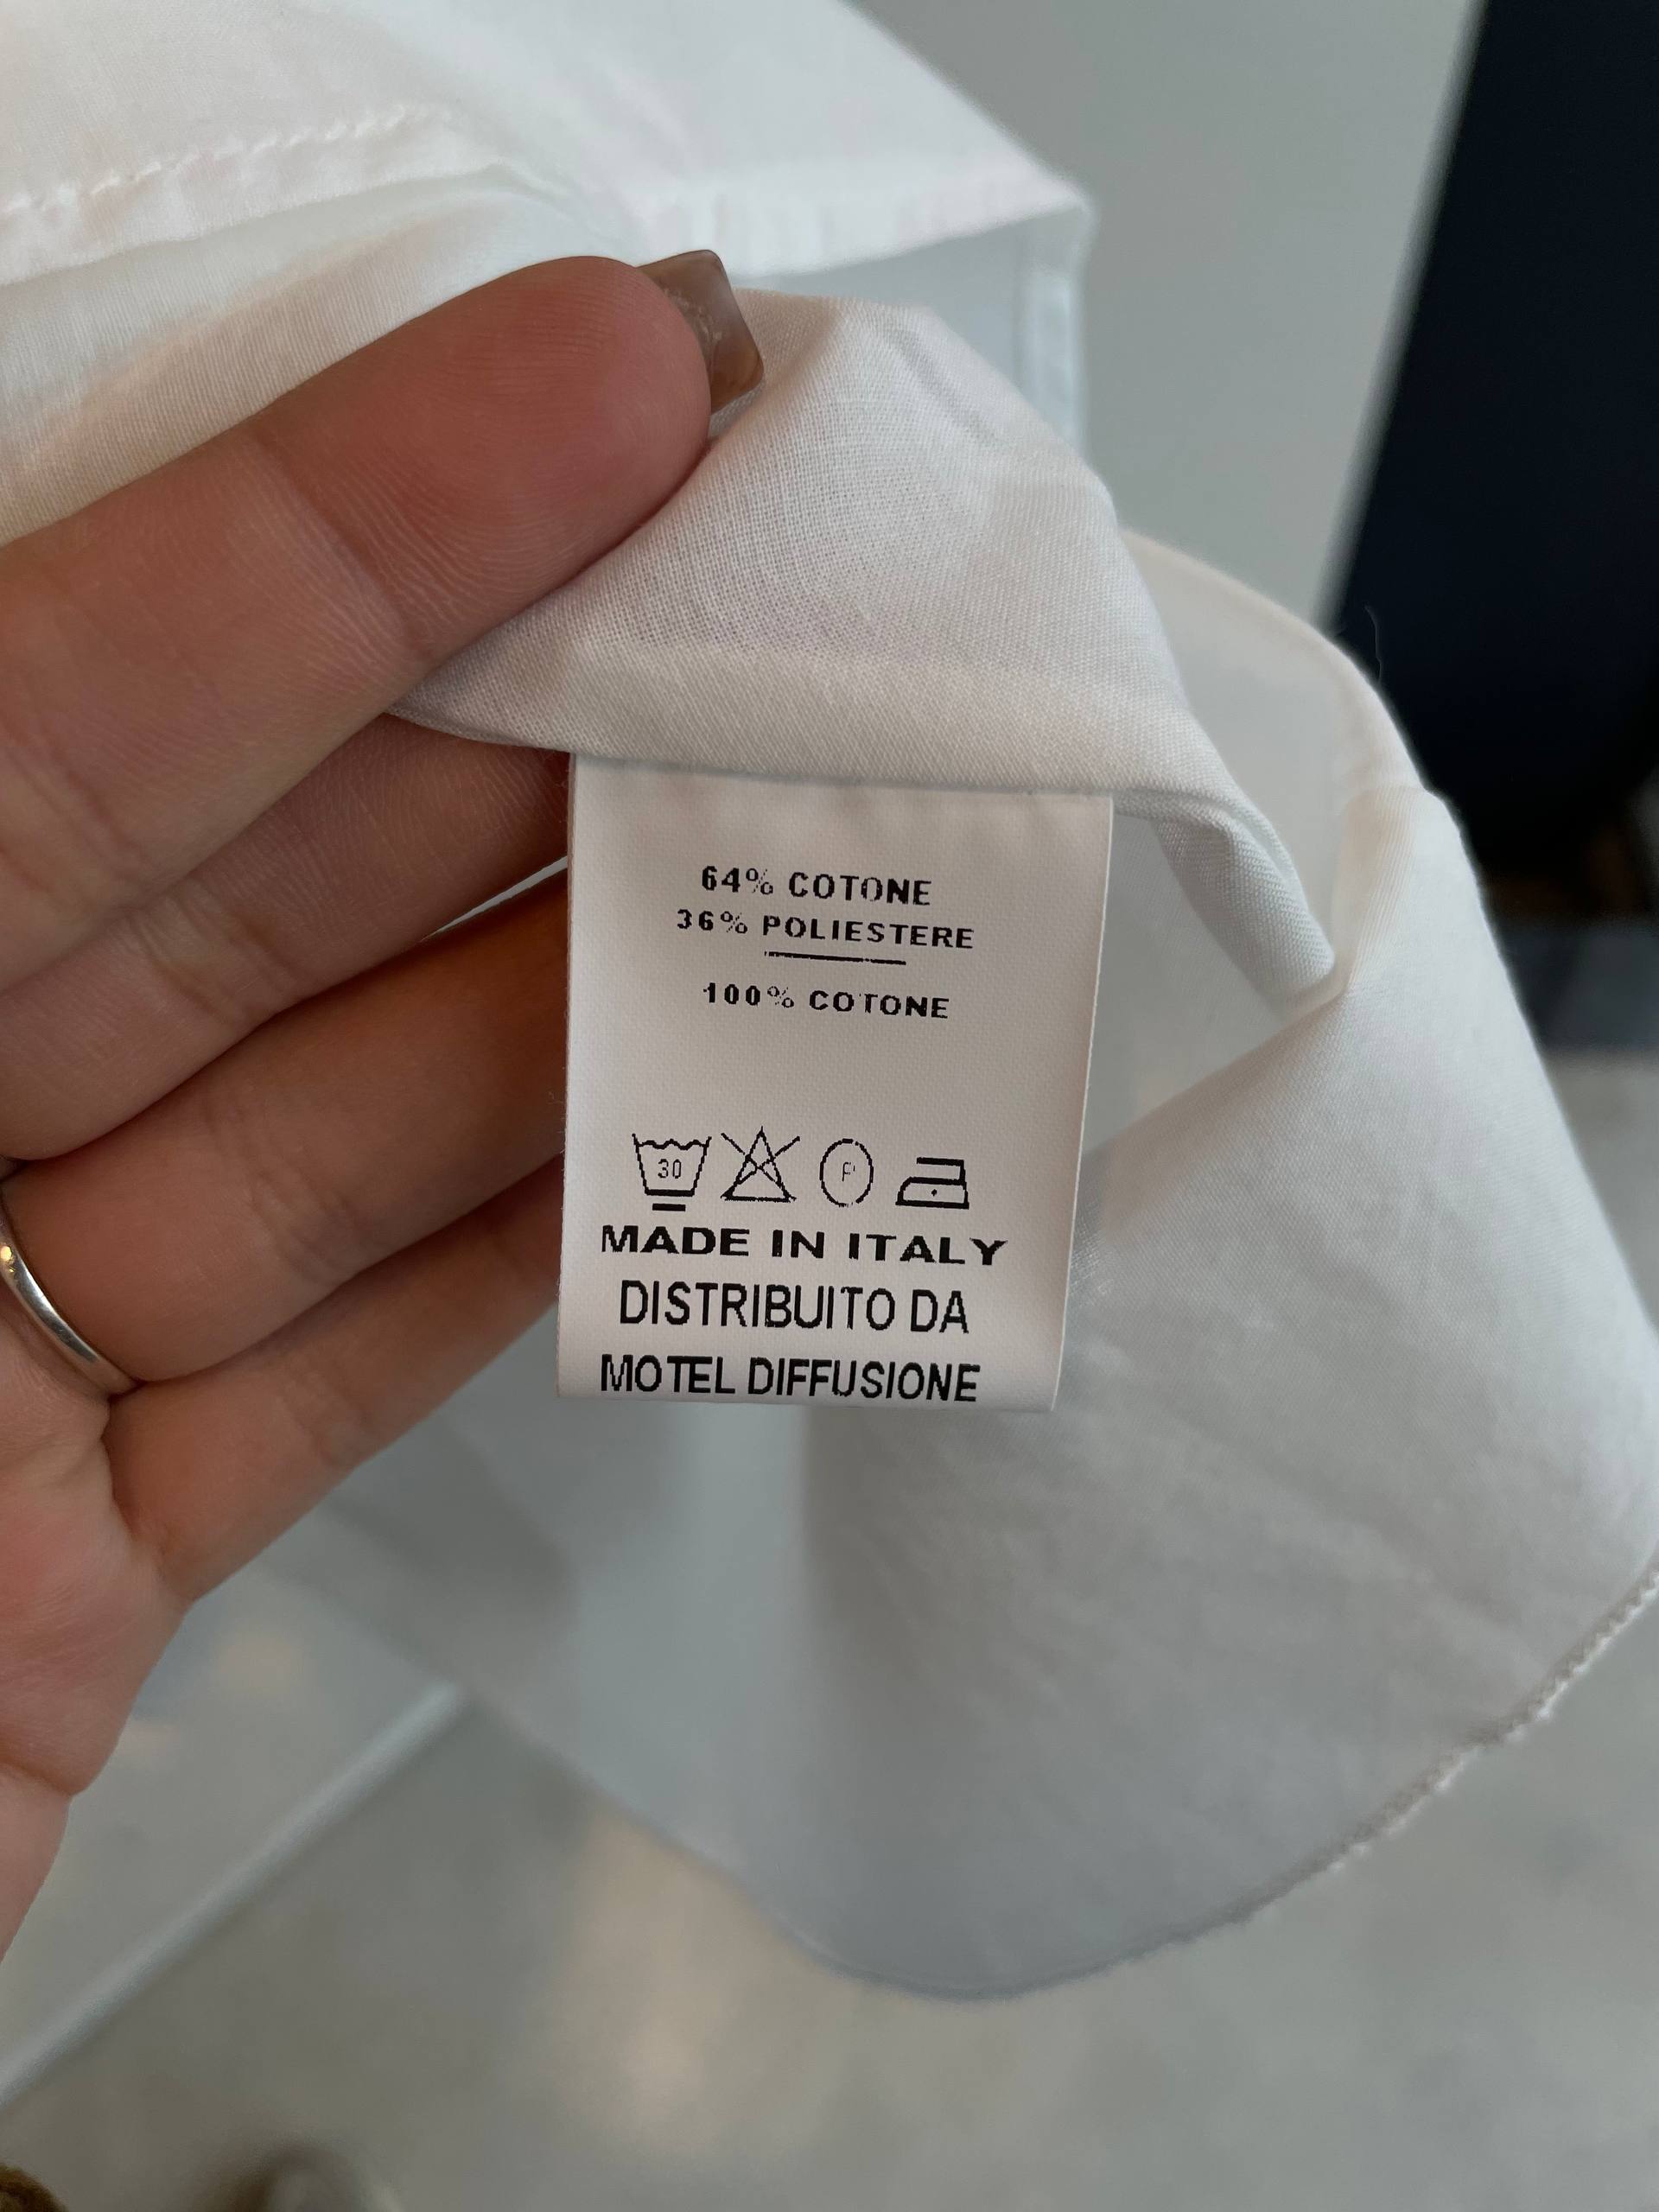 64% COTONE
36% POLIESTERE
100% COTONE
30 P
MADE IN ITALY
DISTRIBUITO DA
MOTEL DIFFUSIONE